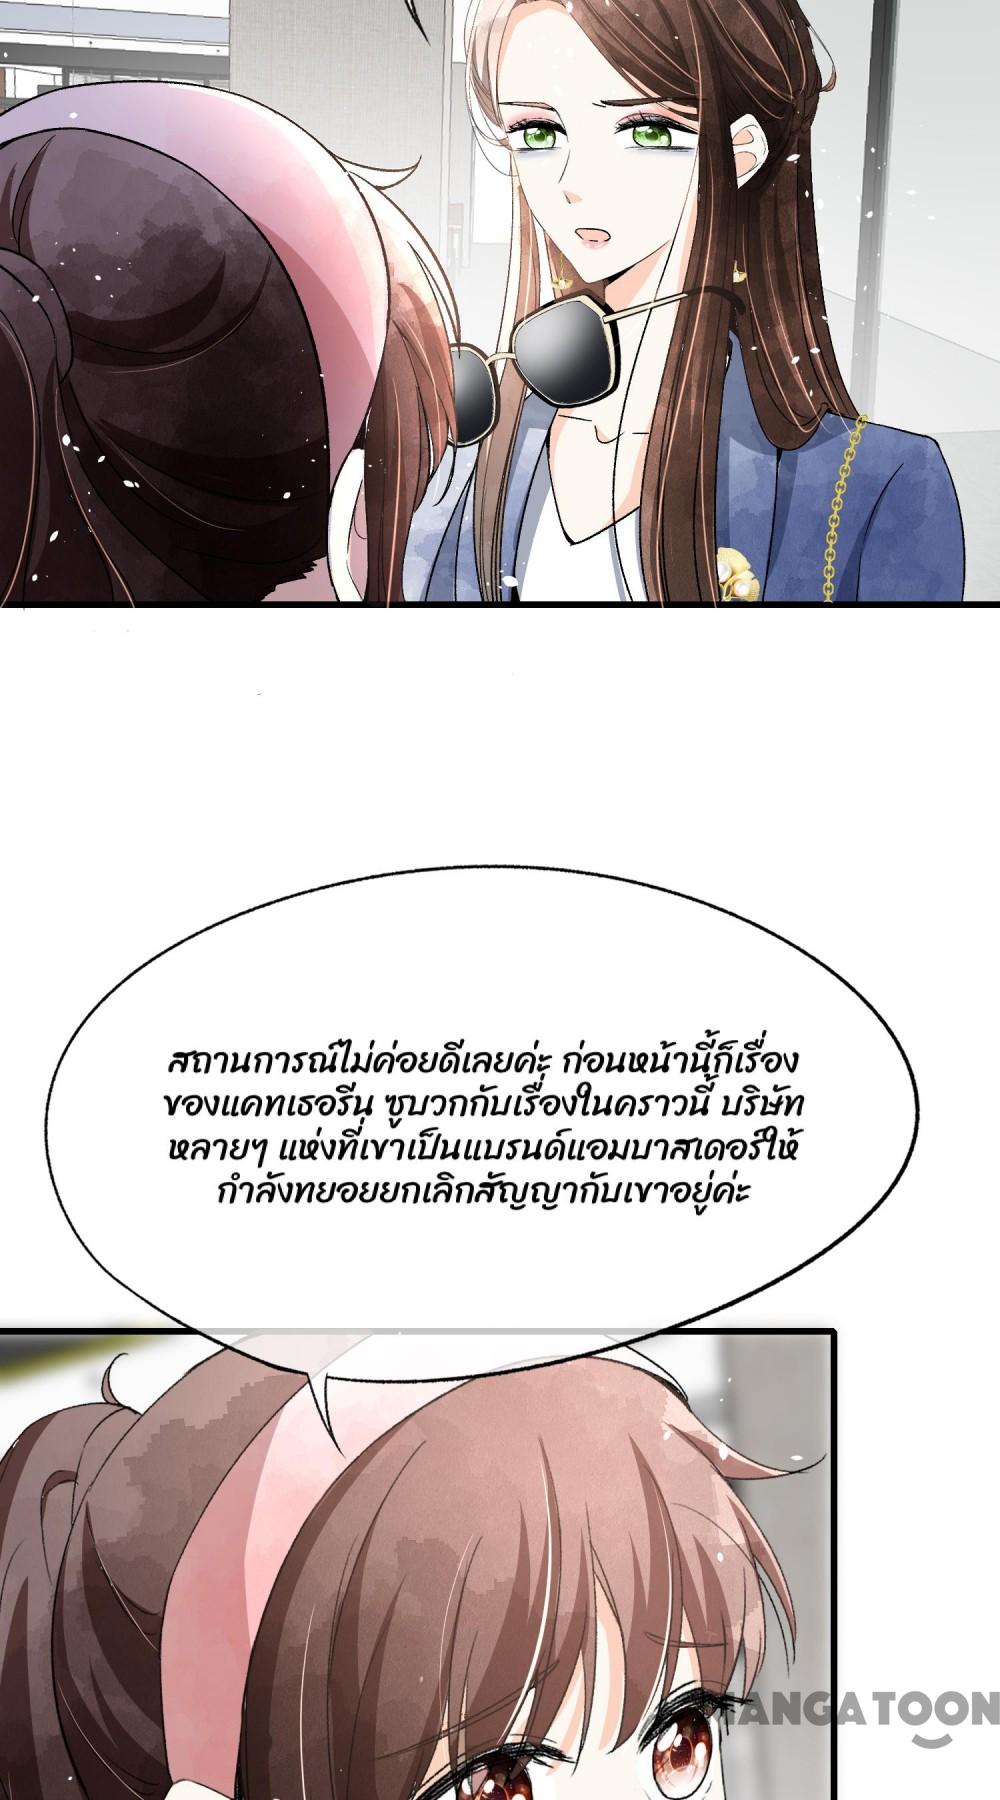 สถานการณ์ไม่ค่อยดีเลยค่ะ ก่อนหน้านี้ก็เรื่อง
ของแคทเธอรีน ซูบวกกับเรื่องในคราวนี้ บริษัท
หลายๆ แห่งที่เขาเป็นแบรนด์แอมบาสเดอร์ให้
กำลังทยอยยกเลิกสัญญากับเขาอยู่ค่ะ
MANGA TOON